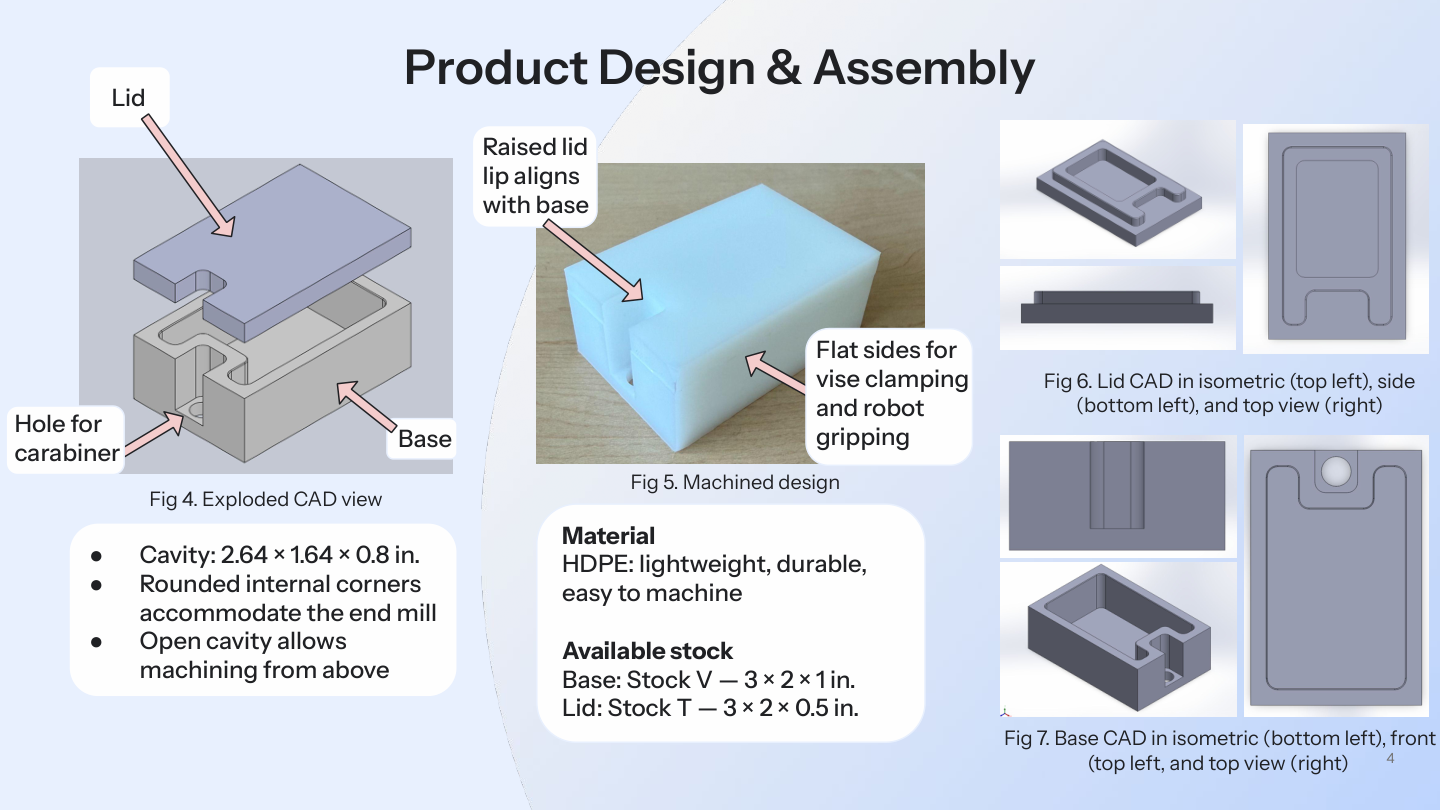 Product Design & Assembly
Lid
Hole for
carabiner
Base
Fig 4. Exploded CAD view
● Cavity: 2.64 × 1.64 × 0.8 in.
● Rounded internal corners
accommodate the end mill
● Open cavity allows
machining from above
Raised lid
lip aligns
with base
Flat sides for
vise clamping
and robot
gripping
Fig 5. Machined design
Material
HDPE: lightweight, durable,
easy to machine
Available stock
Base: Stock V — 3 × 2 × 1 in.
Lid: Stock T — 3 × 2 × 0.5 in.
Fig 6. Lid CAD in isometric (top left), side
(bottom left), and top view (right)
Fig 7. Base CAD in isometric (bottom left), front
(top left, and top view (right)
4